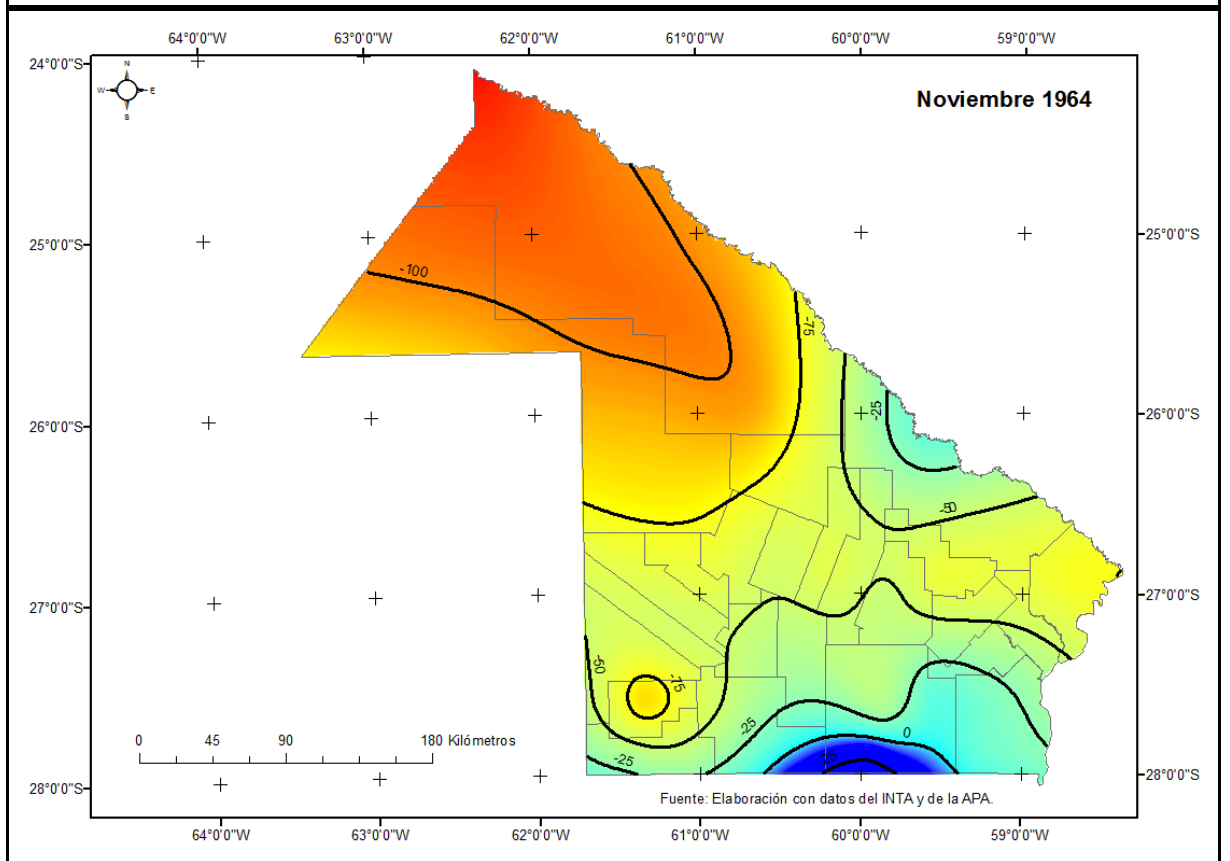 64°0'0"W 63°0'0"W 62°0'0"W 61°0'0"W 60°0'0"W 59°0'0"W
24°0'0"S
N
W E
S
Noviembre 1964
25°0'0"S 25°0'0"S
-100
-75
-25
26°0'0"S 26°0'0"S
-50
27°0'0"S 27°0'0"S
-50
-75
-25
0
0 45 90 180 Kilómetros
-25
28°0'0"S 28°0'0"S
Fuente: Elaboración con datos del INTA y de la APA.
64°0'0"W 63°0'0"W 62°0'0"W 61°0'0"W 60°0'0"W 59°0'0"W